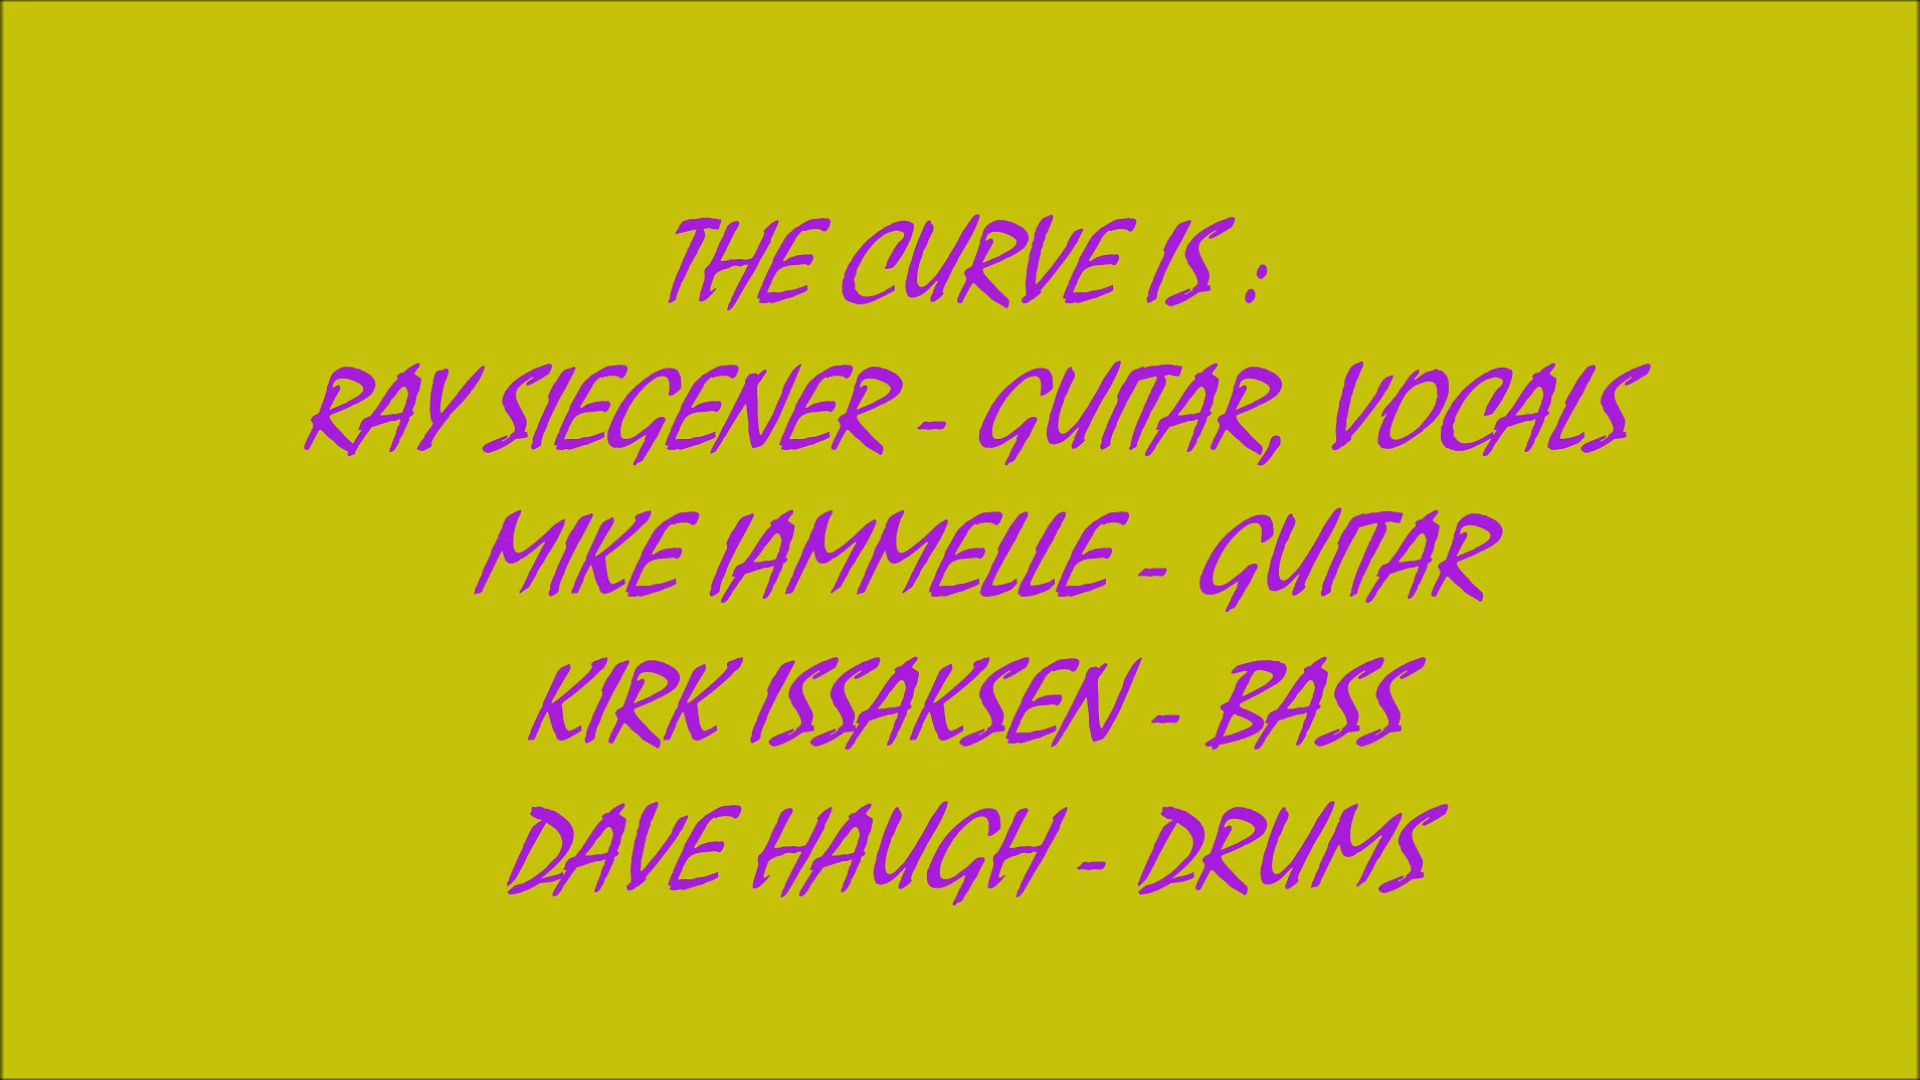 THE CURVE IS :
RAY SIEGENER - GUITAR, VOCALS
MIKE IAMMELLE - GUITAR
KIRK ISSAKSEN - BASS
DAVE HAUGH - DRUMS